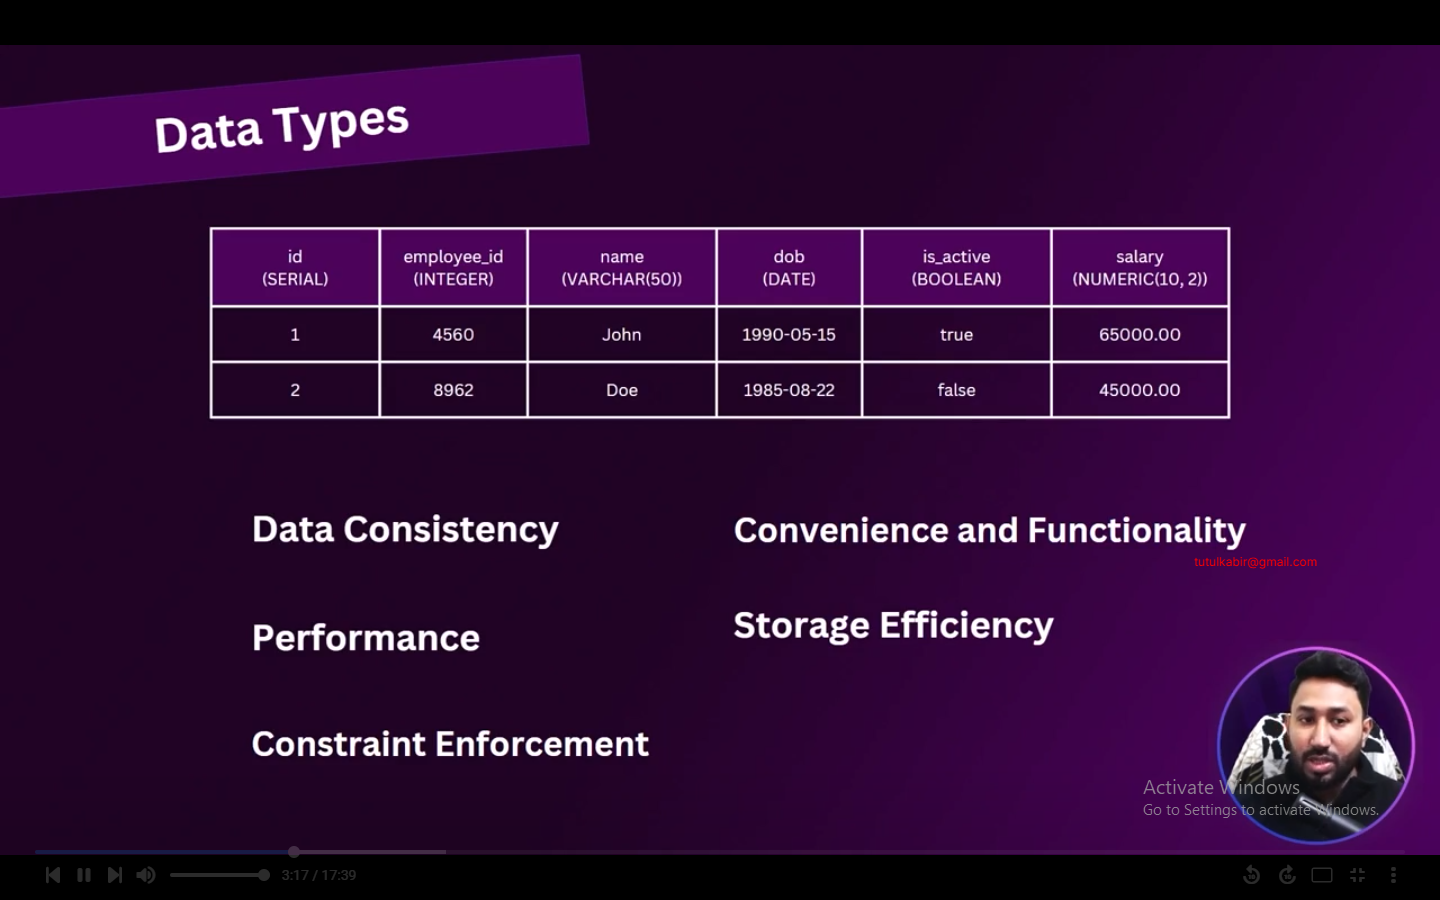 Data Types
id employee_id name dob is_active salary
(SERIAL) (INTEGER) (VARCHAR(50)) (DATE) (BOOLEAN) (NUMERIC(10, 2))
1 4560 John 1990-05-15 true 65000.00
2 8962 Doe 1985-08-22 false 45000.00
Data Consistency
Convenience and Functionality
tutulkabir@gmail.com
Performance
Storage Efficiency
Constraint Enforcement
Activate Windows
Go to Settings to activate Windows.
3:17 / 17:39